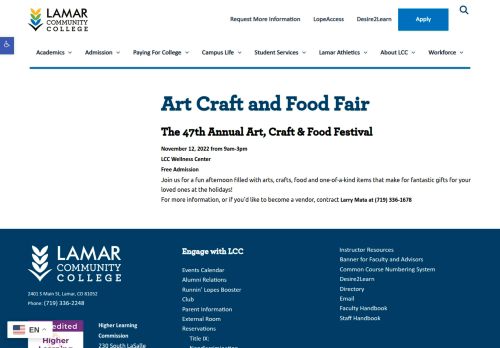 LAMAR
COMMUNITY
COLLEGE
Request More Information LopeAccess Desire2Learn Apply
Academics Admission Paying For College Campus Life Student Services Lamar Athletics About LCC Workforce
Art Craft and Food Fair
The 47th Annual Art, Craft & Food Festival
November 12, 2022 from 9am-3pm
LCC Wellness Center
Free Admission
Join us for a fun afternoon filled with arts, crafts, food and one-of-a-kind items that make for fantastic gifts for your
loved ones at the holidays!
For more information, or if you'd like to become a vendor, contract Larry Mata at (719) 336-1678
LAMAR
COMMUNITY
COLLEGE
2401 S Main St, Lamar, CO 81052
Phone: (719) 336-2248
EN
edited
Higher
Learning
Higher Learning
Commission
230 South LaSalle
Engage with LCC
Events Calendar
Alumni Relations
Runnin' Lopes Booster
Club
Parent Information
External Room
Reservations
Title IX:
Nondiscrimination
Instructor Resources
Banner for Faculty and Advisors
Common Course Numbering System
Desire2Learn
Directory
Email
Faculty Handbook
Staff Handbook